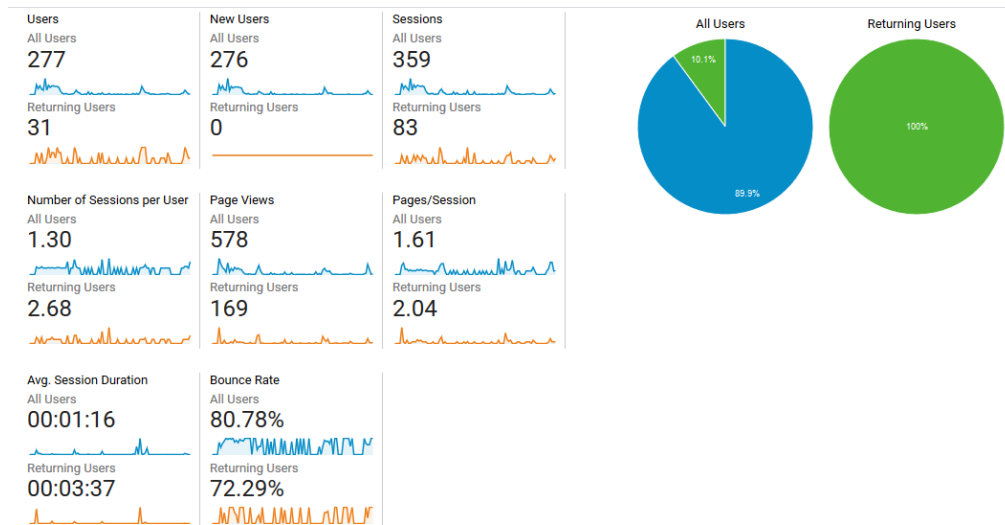 Users
All Users
277
Returning Users
31
New Users
All Users
276
Returning Users
0
Sessions
All Users
359
Returning Users
83
Number of Sessions per User
All Users
1.30
Returning Users
2.68
Page Views
All Users
578
Returning Users
169
Pages/Session
All Users
1.61
Returning Users
2.04
Avg. Session Duration
All Users
00:01:16
Returning Users
00:03:37
Bounce Rate
All Users
80.78%
Returning Users
72.29%
All Users
10.1%
89.9%
Returning Users
100%